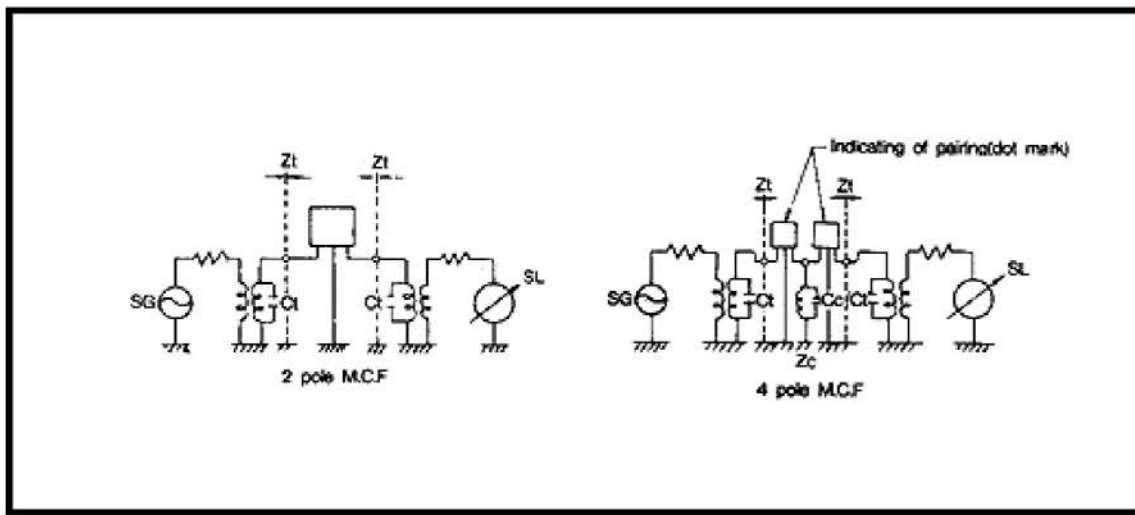 Zt Zt
SG Ct Ct SL
2 pole M.C.F
Indicating of pairing(dot mark)
Zt Zt
SG Ct Cc Ct SL
Zc
4 pole M.C.F